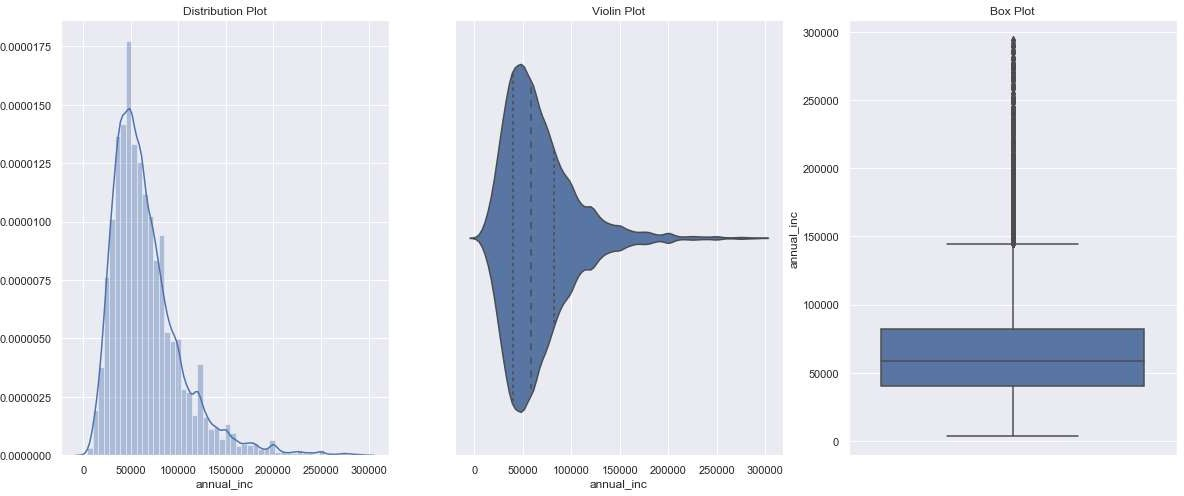 Distribution Plot
0.0000175
0.0000150
0.0000125
0.0000100
0.0000075
0.0000050
0.0000025
0.0000000
0 50000 100000 150000 200000 250000 300000
annual_inc
Violin Plot
0 50000 100000 150000 200000 250000 300000
annual_inc
Box Plot
300000
250000
200000
150000
100000
50000
0
annual_inc